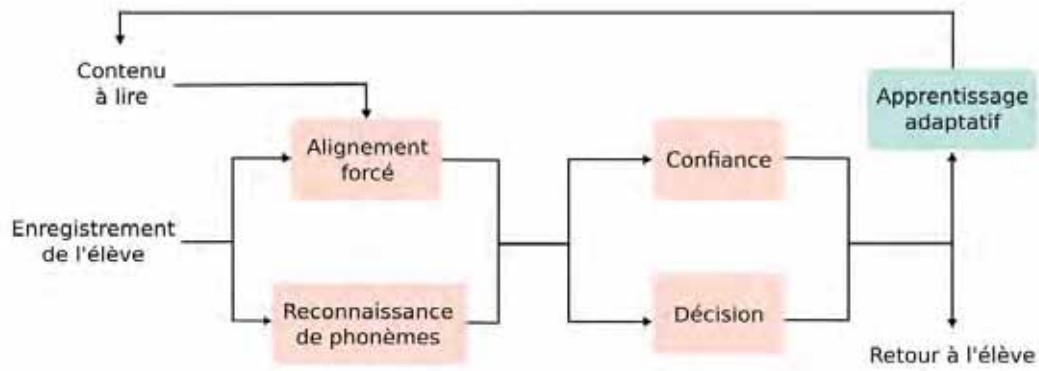 Contenu
à lire
Apprentissage
adaptatif
Alignement
forcé
Confiance
Enregistrement
de l'élève
Reconnaissance
de phonèmes
Décision
Retour à l'élève